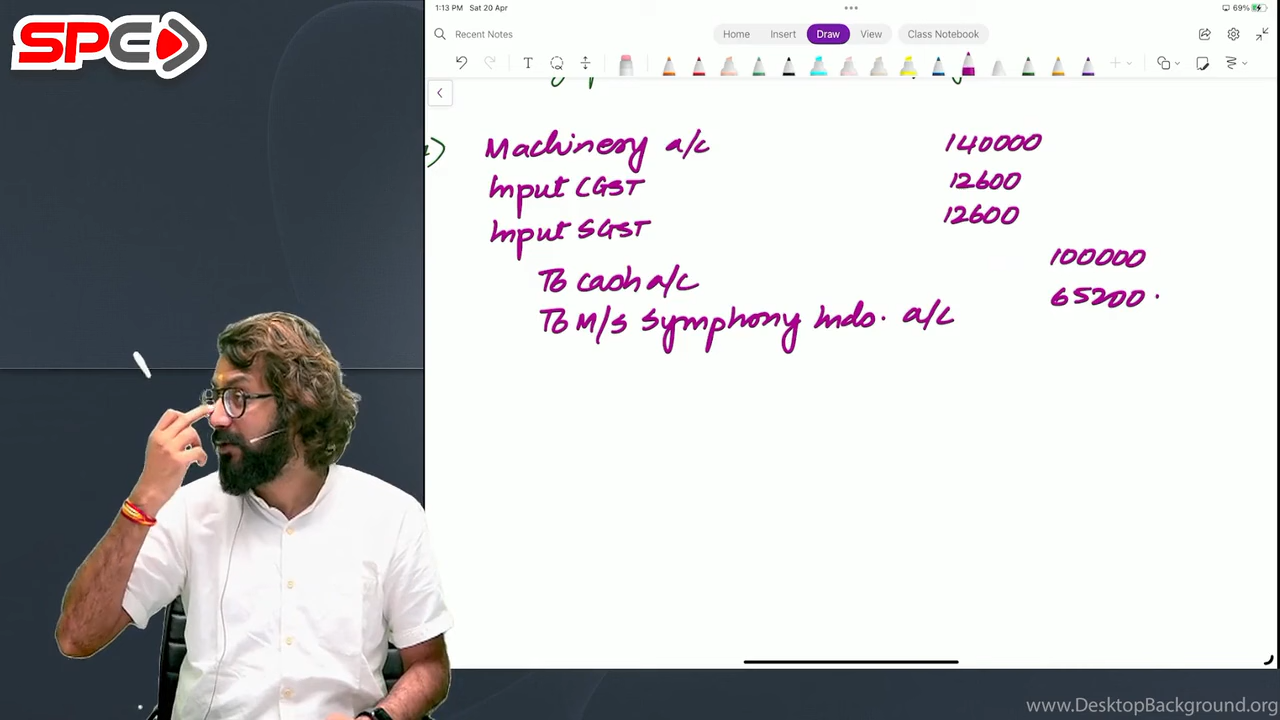 SPC
1:13 PM Sat 20 Apr
69%
Recent Notes
Home Insert Draw View Class Notebook
T
Machinery a/c 140000
Input CGST 12600
Input SGST 12600
To cash a/c 100000
To M/s Symphony Indo. a/c 65200.
www.DesktopBackground.org